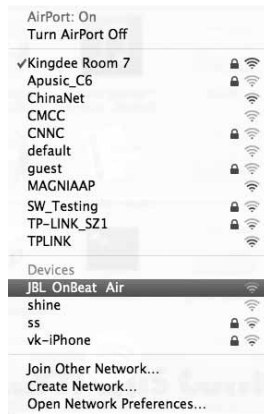 AirPort: On
Turn AirPort Off
✓Kingdee Room 7
Apusic_C6
ChinaNet
CMCC
CNNC
default
guest
MAGNIAAP
SW_Testing
TP-LINK_SZ1
TPLINK
Devices
JBL OnBeat Air
shine
ss
vk-iPhone
Join Other Network...
Create Network...
Open Network Preferences...